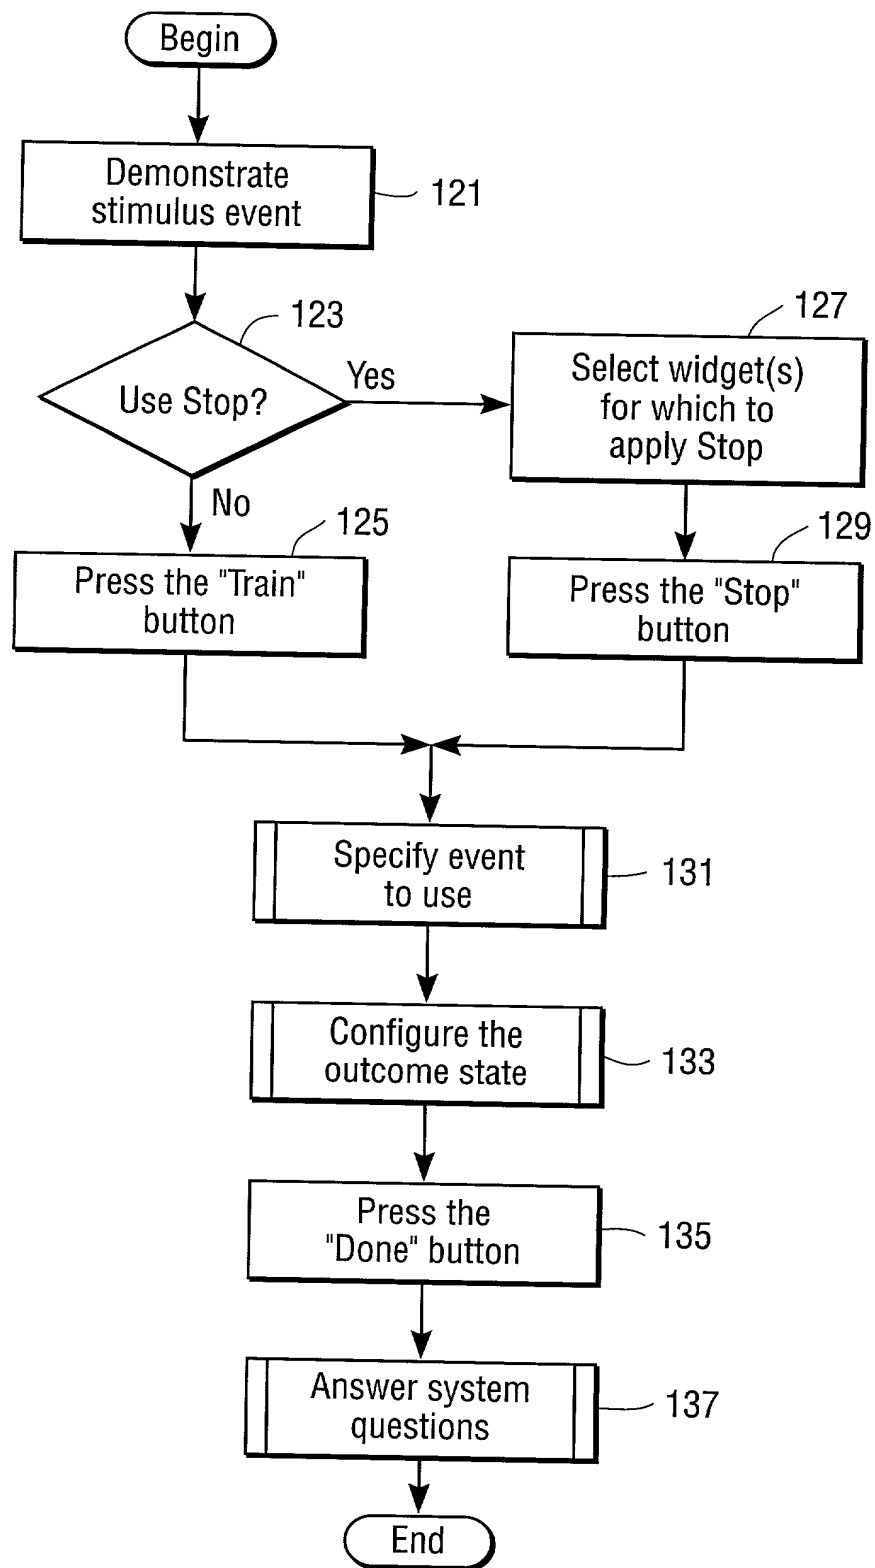 Begin
Demonstrate
stimulus event
121
123
Use Stop?
Yes
No
127
Select widget(s)
for which to
apply Stop
125
Press the "Train"
button
129
Press the "Stop"
button
Specify event
to use
131
Configure the
outcome state
133
Press the
"Done" button
135
Answer system
questions
137
End